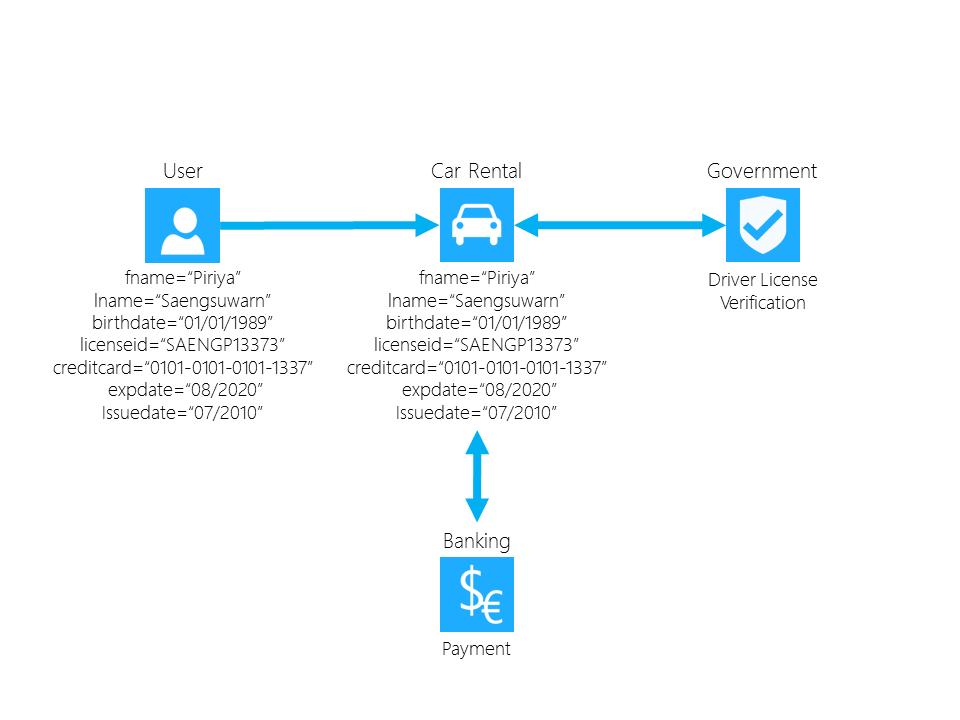 User
fname=“Piriya”
lname=“Saengsuwarn”
birthdate=“01/01/1989”
licenseid=“SAENGP13373”
creditcard=“0101-0101-0101-1337”
expdate=“08/2020”
Issuedate=“07/2010”
Car Rental
fname=“Piriya”
lname=“Saengsuwarn”
birthdate=“01/01/1989”
licenseid=“SAENGP13373”
creditcard=“0101-0101-0101-1337”
expdate=“08/2020”
Issuedate=“07/2010”
Government
Driver License
Verification
Banking
$€
Payment